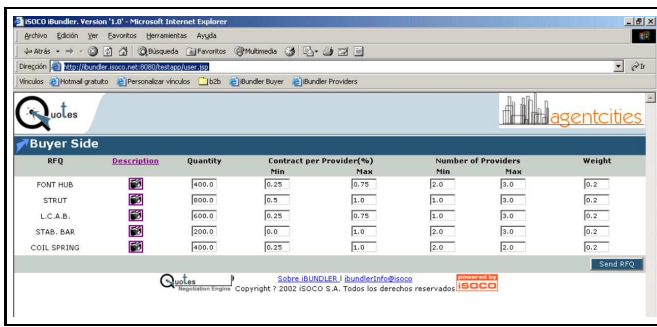 iSOCO iBundler. Version '1.0' - Microsoft Internet Explorer
Archivo Edición Ver Favoritos Herramientas Ayuda
Atrás Búsqueda Favoritos Multimedia
Dirección http://ibundler.isoco.net:8080/testapp/user.jsp Ir
Vínculos Hotmail gratuito Personalizar vínculos b2b iBundler Buyer iBundler Providers
Quotes agentcities
Buyer Side
RFQ Description Quantity Contract per Provider(%) Number of Providers Weight
Min Max Min Max
FONT HUB 400.0 0.25 0.75 2.0 3.0 0.2
STRUT 800.0 0.5 1.0 2.0 3.0 0.2
L.C.A.B. 600.0 0.25 0.75 2.0 3.0 0.2
STAB. BAR 200.0 0.0 1.0 2.0 3.0 0.2
COIL SPRING 400.0 0.25 1.0 2.0 2.0 0.2
Send RFQ
Quotes Sobre iBUNDLER | ibundlerInfo@isoco powered by
Negotiation Engine Copyright ? 2002 iSOCO S.A. Todos los derechos reservados iSOCO